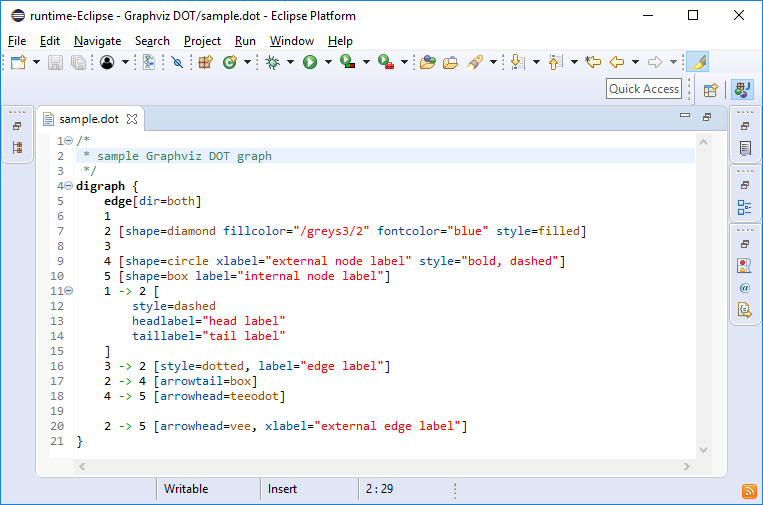 runtime-Eclipse - Graphviz DOT/sample.dot - Eclipse Platform
File Edit Navigate Search Project Run Window Help
Quick Access
sample.dot
1 /*
2  * sample Graphviz DOT graph
3  */
4 digraph {
5     edge[dir=both]
6     1
7     2 [shape=diamond fillcolor="/greys3/2" fontcolor="blue" style=filled]
8     3
9     4 [shape=circle xlabel="external node label" style="bold, dashed"]
10     5 [shape=box label="internal node label"]
11     1 -> 2 [
12         style=dashed
13         headlabel="head label"
14         taillabel="tail label"
15     ]
16     3 -> 2 [style=dotted, label="edge label"]
17     2 -> 4 [arrowtail=box]
18     4 -> 5 [arrowhead=teeodot]
19
20     2 -> 5 [arrowhead=vee, xlabel="external edge label"]
21 }
Writable Insert 2 : 29